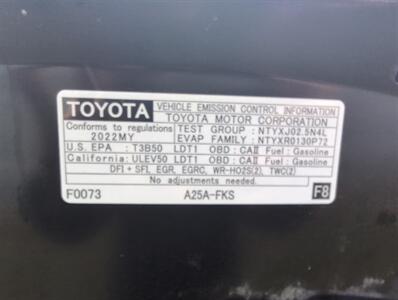 TOYOTA
VEHICLE EMISSION CONTROL INFORMATION
TOYOTA MOTOR CORPORATION
Conforms to regulations : 2022MY
TEST GROUP : NTYXJ02.5N4L
EVAP FAMILY : NTYXR0130P72
U.S. EPA : T3B50 LDT1 OBD : CAⅡ Fuel : Gasoline
California: ULEV50 LDT1 OBD : CAⅡ Fuel : Gasoline
DFI + SFI, EGR, EGRC, WR-HO2S(2), TWC(2)
No adjustments needed.
F0073 A25A-FKS F8